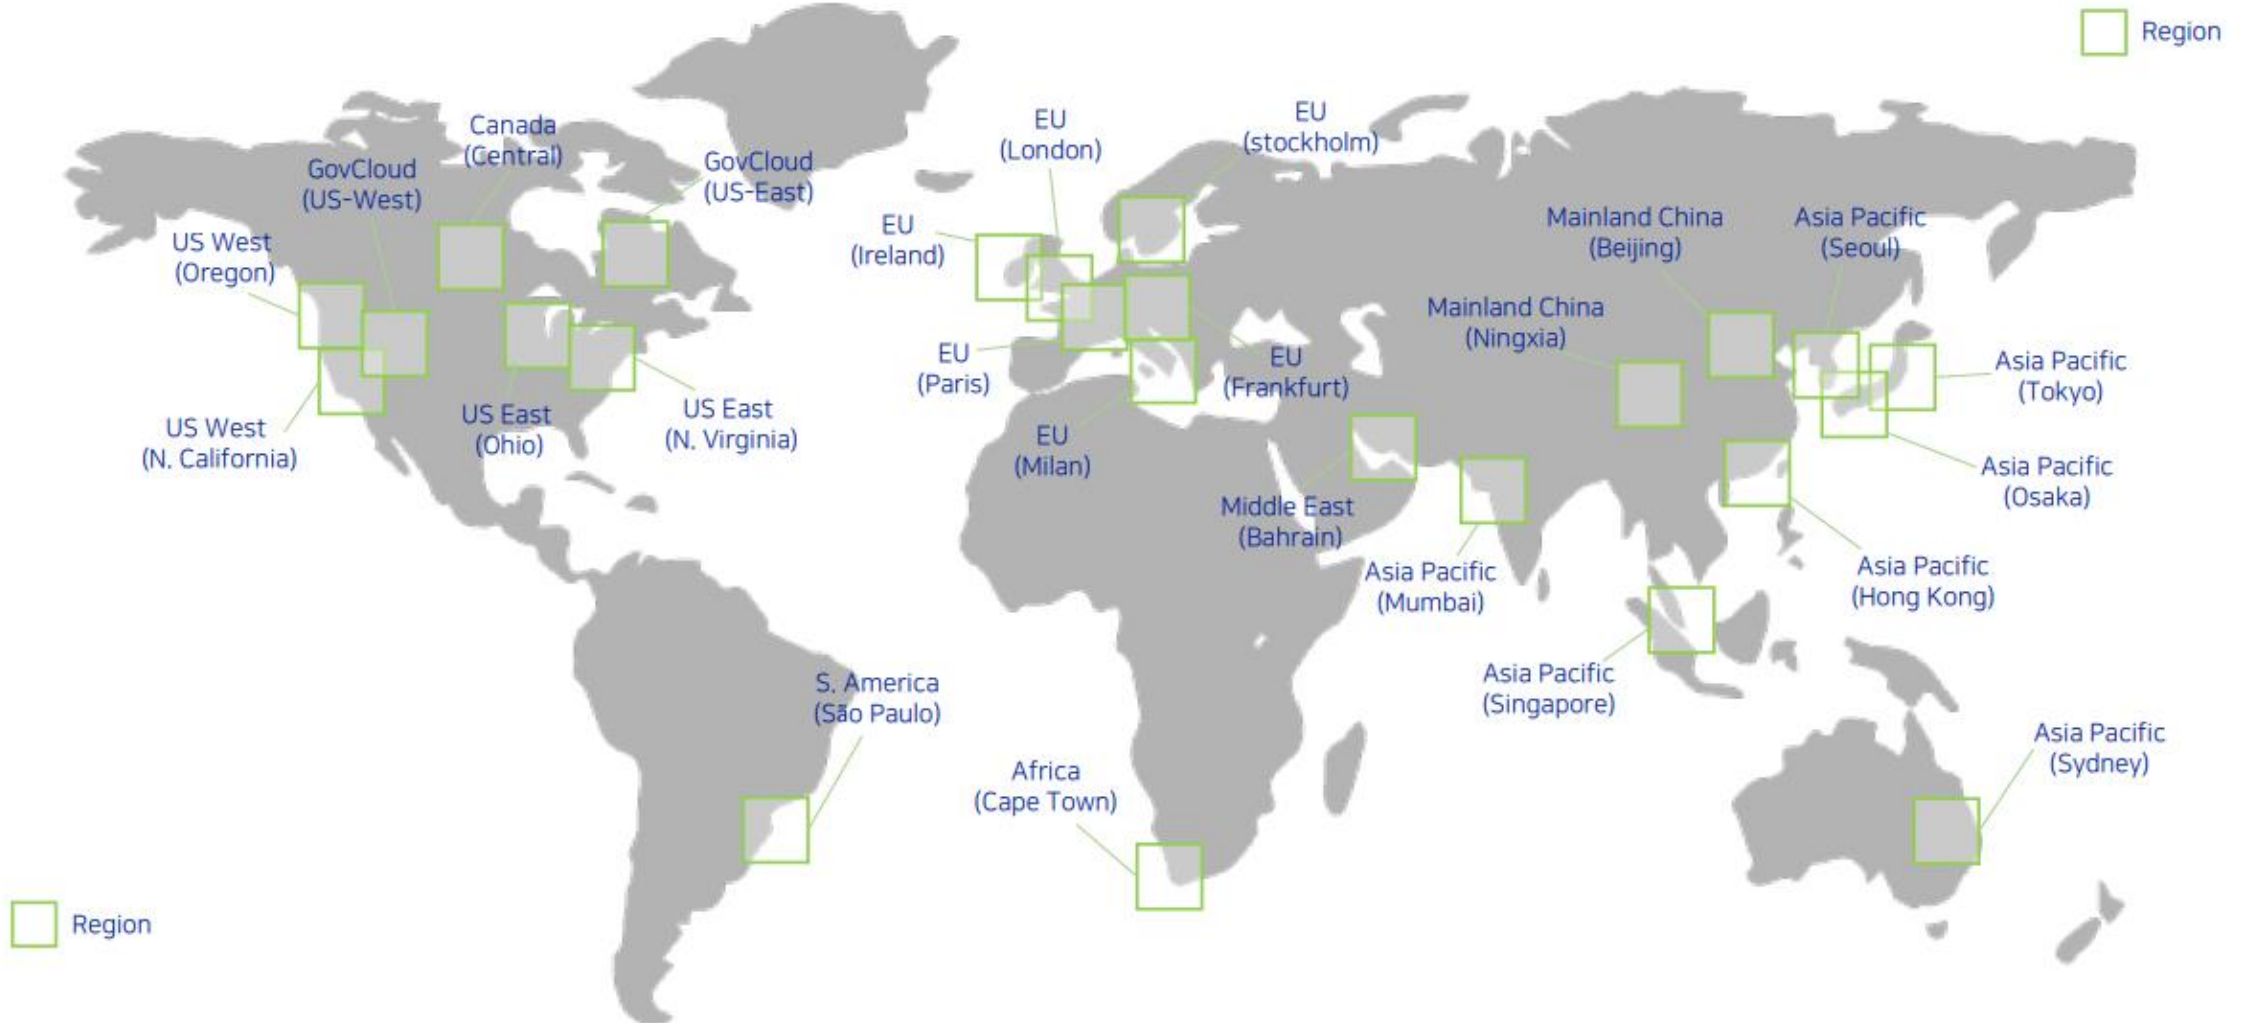 Region
Canada
(Central)
GovCloud
(US-West)
GovCloud
(US-East)
US West
(Oregon)
US West
(N. California)
US East
(Ohio)
US East
(N. Virginia)
EU
(London)
EU
(stockholm)
EU
(Ireland)
EU
(Paris)
EU
(Frankfurt)
EU
(Milan)
Mainland China
(Beijing)
Asia Pacific
(Seoul)
Mainland China
(Ningxia)
Asia Pacific
(Tokyo)
Asia Pacific
(Osaka)
Middle East
(Bahrain)
Asia Pacific
(Mumbai)
Asia Pacific
(Hong Kong)
Asia Pacific
(Singapore)
S. America
(São Paulo)
Africa
(Cape Town)
Asia Pacific
(Sydney)
Region